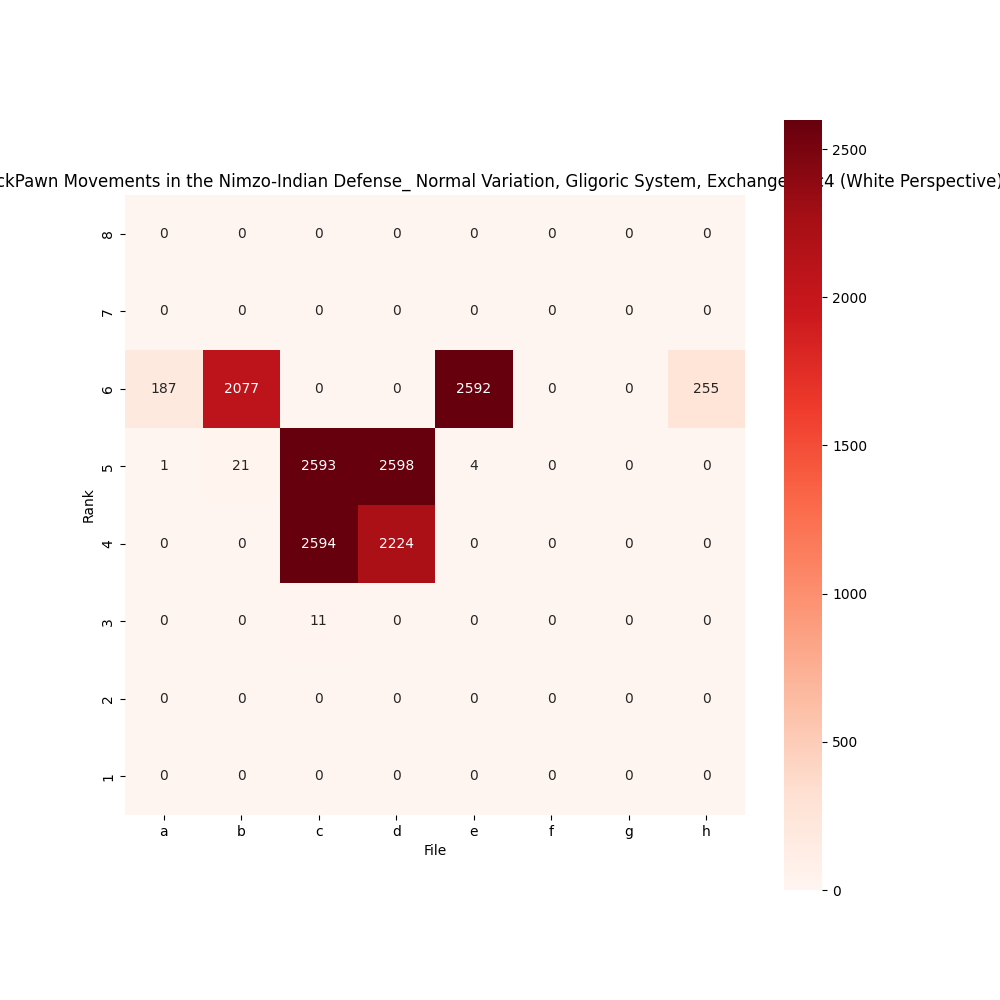 ckPawn Movements in the Nimzo-Indian Defense_ Normal Variation, Gligoric System, Exchange c4 (White Perspective)
2500
2000
1500
1000
500
0
Rank
8 0 0 0 0 0 0 0 0
7 0 0 0 0 0 0 0 0
6 187 2077 0 0 2592 0 0 255
5 1 21 2593 2598 4 0 0 0
4 0 0 2594 2224 0 0 0 0
3 0 0 11 0 0 0 0 0
2 0 0 0 0 0 0 0 0
1 0 0 0 0 0 0 0 0
a b c d e f g h
File